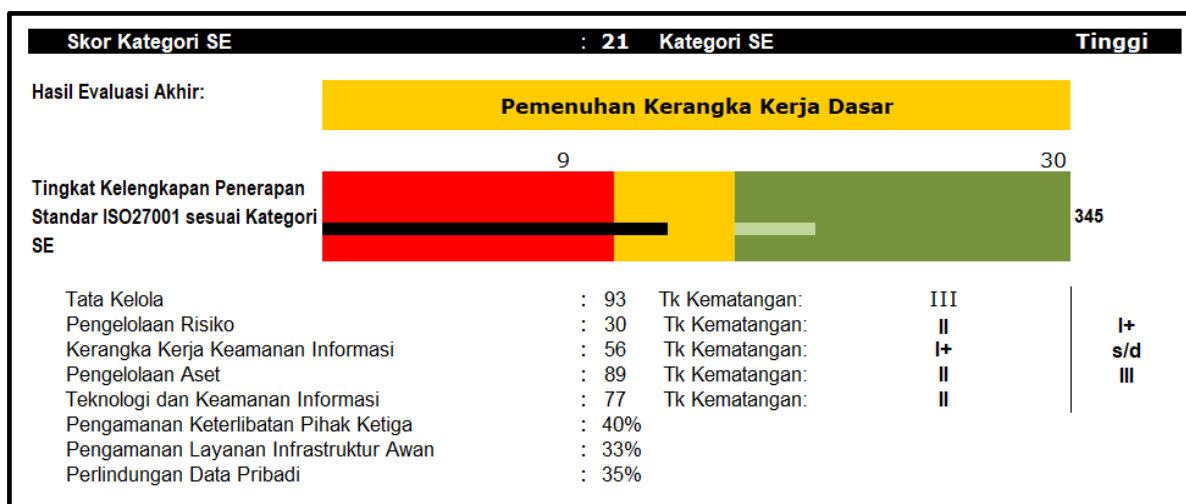 Skor Kategori SE : 21 Kategori SE Tinggi
Hasil Evaluasi Akhir:
Pemenuhan Kerangka Kerja Dasar
9 30
Tingkat Kelengkapan Penerapan
Standar ISO27001 sesuai Kategori
SE
345
Tata Kelola : 93 Tk Kematangan: III
Pengelolaan Risiko : 30 Tk Kematangan: II I+
Kerangka Kerja Keamanan Informasi : 56 Tk Kematangan: I+ s/d
Pengelolaan Aset : 89 Tk Kematangan: II III
Teknologi dan Keamanan Informasi : 77 Tk Kematangan: II
Pengamanan Keterlibatan Pihak Ketiga : 40%
Pengamanan Layanan Infrastruktur Awan : 33%
Perlindungan Data Pribadi : 35%